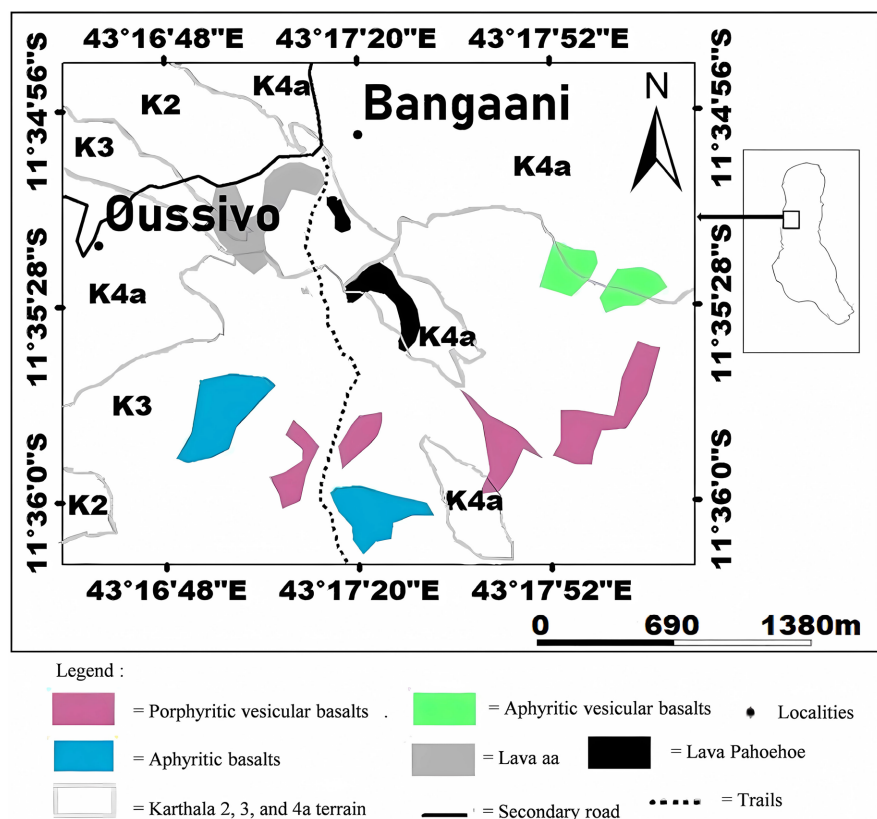 43°16'48"E 43°17'20"E 43°17'52"E
11°34'56"S
11°35'28"S
11°36'0"S
11°34'56"S
11°35'28"S
11°36'0"S
K4a
K2
Bangaani
N
K3
K4a
Oussivo
K4a
K4a
K3
K2
K4a
43°16'48"E 43°17'20"E 43°17'52"E
0 690 1380m
Legend :
= Porphyritic vesicular basalts .
= Aphyritic vesicular basalts
Localities
= Aphyritic basalts
= Lava aa
= Lava Pahoehoe
= Karthala 2, 3, and 4a terrain
= Secondary road
= Trails